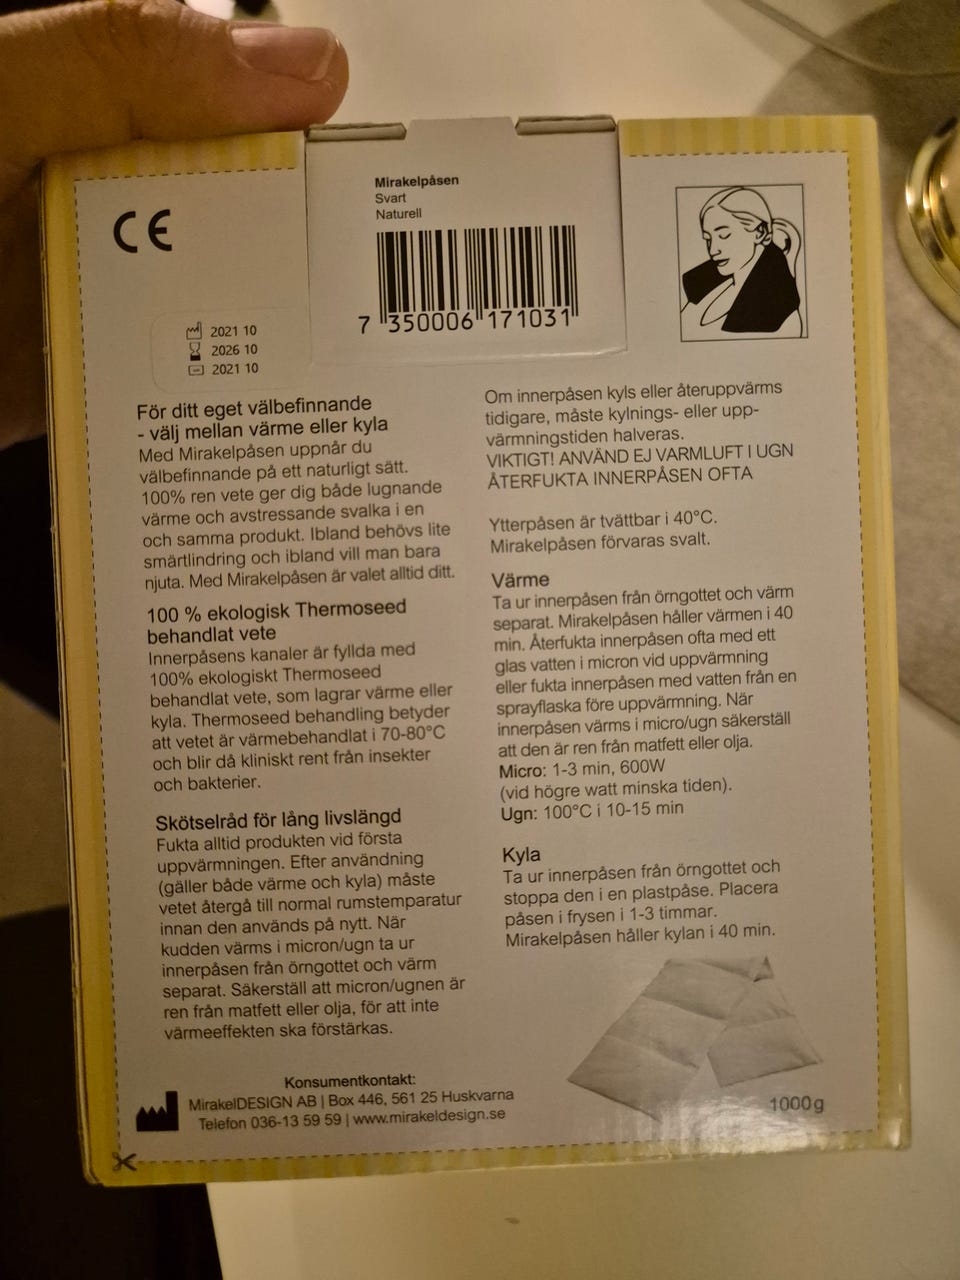 CE
Mirakelpåsen
Svart
Naturell
7 350006 171031
2021 10
2026 10
2021 10
För ditt eget välbefinnande
- välj mellan värme eller kyla
Med Mirakelpåsen uppnår du
välbefinnande på ett naturligt sätt.
100% ren vete ger dig både lugnande
värme och avstressande svalka i en
och samma produkt. Ibland behövs lite
smärtlindring och ibland vill man bara
njuta. Med Mirakelpåsen är valet alltid ditt.
100 % ekologisk Thermoseed
behandlat vete
Innerpåsens kanaler är fyllda med
100% ekologiskt Thermoseed
behandlat vete, som lagrar värme eller
kyla. Thermoseed behandling betyder
att vetet är värmebehandlat i 70-80°C
och blir då kliniskt rent från insekter
och bakterier.
Skötselråd för lång livslängd
Fukta alltid produkten vid första
uppvärmningen. Efter användning
(gäller både värme och kyla) måste
vetet återgå till normal rumstemperatur
innan den används på nytt. När
kudden värms i micron/ugn ta ur
innerpåsen från örngottet och värm
separat. Säkerställ att micron/ugnen är
ren från matfett eller olja, för att inte
värmeeffekten ska förstärkas.
Om innerpåsen kyls eller återuppvärms
tidigare, måste kylnings- eller upp-
värmningstiden halveras.
VIKTIGT! ANVÄND EJ VARMLUFT I UGN
ÅTERFUKTA INNERPÅSEN OFTA
Ytterpåsen är tvättbar i 40°C.
Mirakelpåsen förvaras svalt.
Värme
Ta ur innerpåsen från örngottet och värm
separat. Mirakelpåsen håller värmen i 40
min. Återfukta innerpåsen ofta med ett
glas vatten i micron vid uppvärmning
eller fukta innerpåsen med vatten från en
sprayflaska före uppvärmning. När
innerpåsen värms i micro/ugn säkerställ
att den är ren från matfett eller olja.
Micro: 1-3 min, 600W
(vid högre watt minska tiden).
Ugn: 100°C i 10-15 min
Kyla
Ta ur innerpåsen från örngottet och
stoppa den i en plastpåse. Placera
påsen i frysen i 1-3 timmar.
Mirakelpåsen håller kylan i 40 min.
1000g
Konsumentkontakt:
MirakelDESIGN AB | Box 446, 561 25 Huskvarna
Telefon 036-13 59 59 | www.mirakeldesign.se